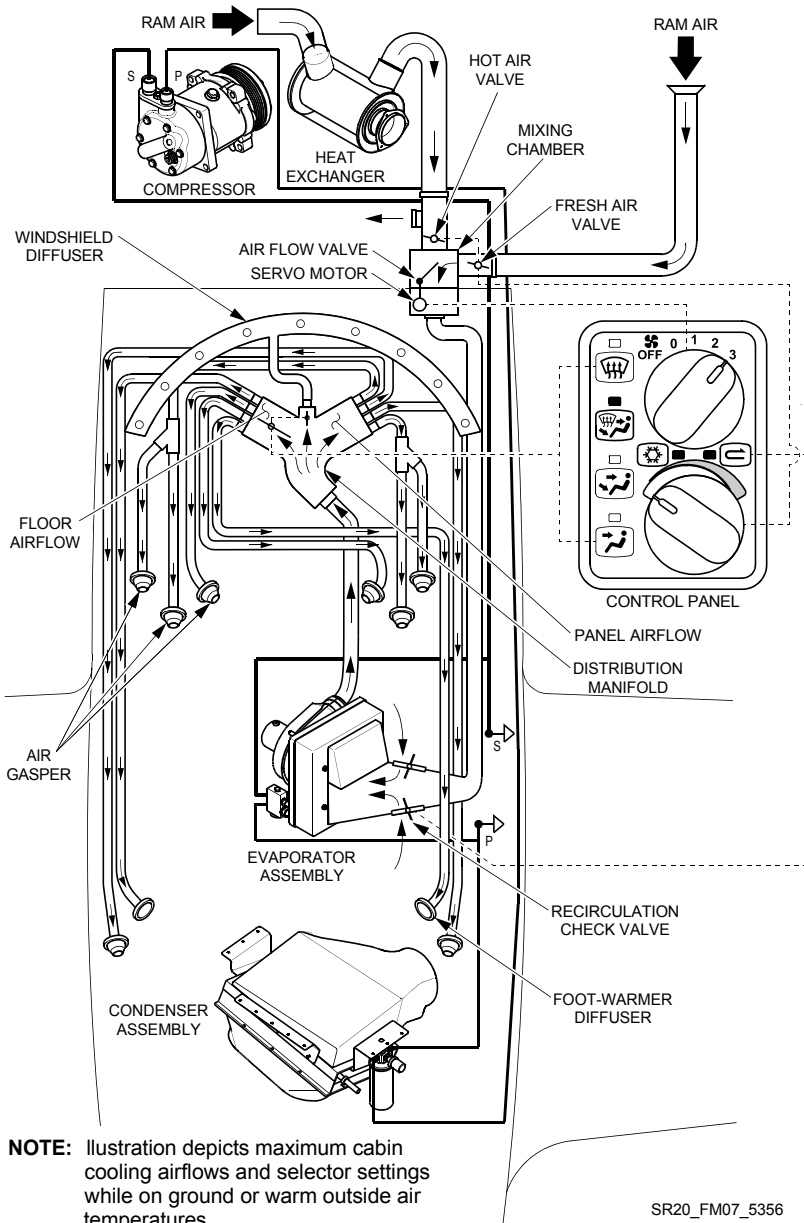 RAM AIR
RAM AIR
S
P
HOT AIR
VALVE
MIXING
CHAMBER
HEAT
EXCHANGER
COMPRESSOR
FRESH AIR
VALVE
WINDSHIELD
DIFFUSER
AIR FLOW VALVE
SERVO MOTOR
OFF
0
1
2
3
FLOOR
AIRFLOW
CONTROL PANEL
PANEL AIRFLOW
DISTRIBUTION
MANIFOLD
S
AIR
GASPER
P
EVAPORATOR
ASSEMBLY
RECIRCULATION
CHECK VALVE
CONDENSER
ASSEMBLY
FOOT-WARMER
DIFFUSER
NOTE: Illustration depicts maximum cabin
cooling airflows and selector settings
while on ground or warm outside air
temperatures
SR20_FM07_5356